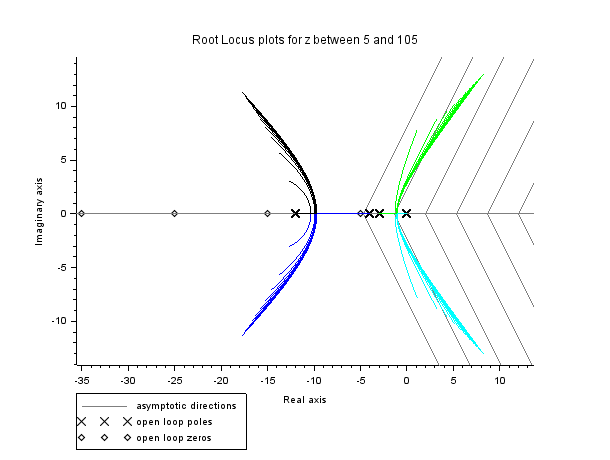 Root Locus plots for z between 5 and 105
10
5
0
-5
-10
Imaginary axis
-35 -30 -25 -20 -15 -10 -5 0 5 10
Real axis
asymptotic directions
open loop poles
open loop zeros